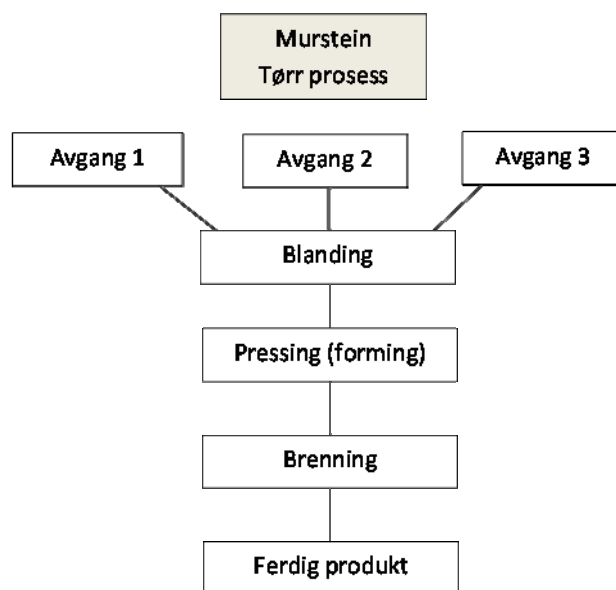 Murstein
Tørr prosess
Avgang 1
Avgang 2
Avgang 3
Blanding
Pressing (forming)
Brenning
Ferdig produkt